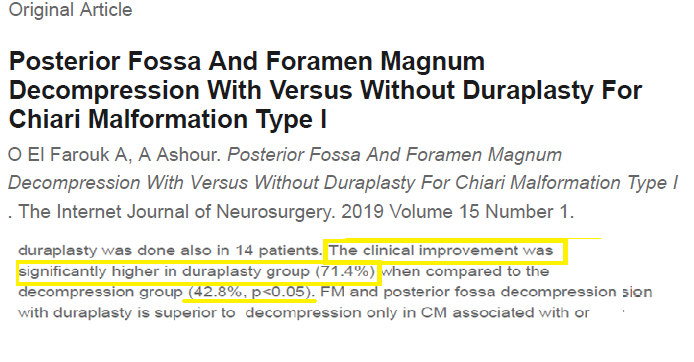 Original Article
Posterior Fossa And Foramen Magnum
Decompression With Versus Without Duraplasty For
Chiari Malformation Type I
O El Farouk A, A Ashour. Posterior Fossa And Foramen Magnum
Decompression With Versus Without Duraplasty For Chiari Malformation Type I
. The Internet Journal of Neurosurgery. 2019 Volume 15 Number 1.
duraplasty was done also in 14 patients. The clinical improvement was
significantly higher in duraplasty group (71.4%) when compared to the
decompression group (42.8%, p<0.05). FM and posterior fossa decompression sion
with duraplasty is superior to decompression only in CM associated with or